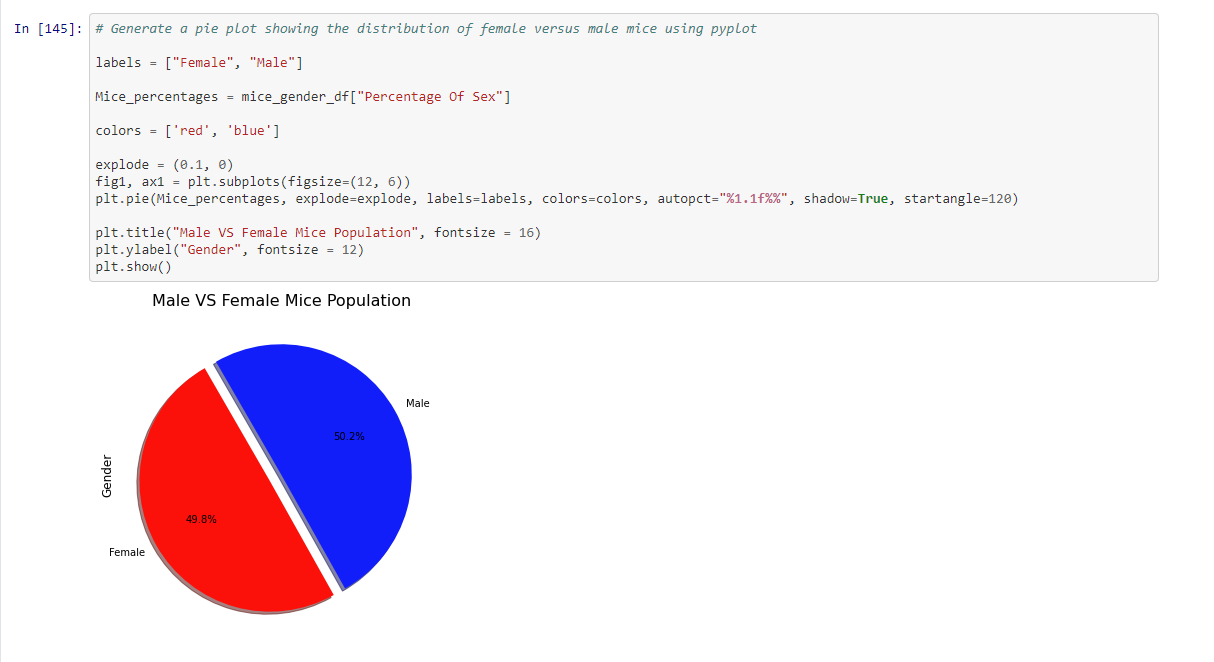 In [145]:
# Generate a pie plot showing the distribution of female versus male mice using pyplot
labels = ["Female", "Male"]
Mice_percentages = mice_gender_df["Percentage Of Sex"]
colors = ['red', 'blue']
explode = (0.1, 0)
fig1, ax1 = plt.subplots(figsize=(12, 6))
plt.pie(Mice_percentages, explode=explode, labels=labels, colors=colors, autopct="%1.1f%%", shadow=True, startangle=120)
plt.title("Male VS Female Mice Population", fontsize = 16)
plt.ylabel("Gender", fontsize = 12)
plt.show()
Male VS Female Mice Population
Male
50.2%
Gender
49.8%
Female